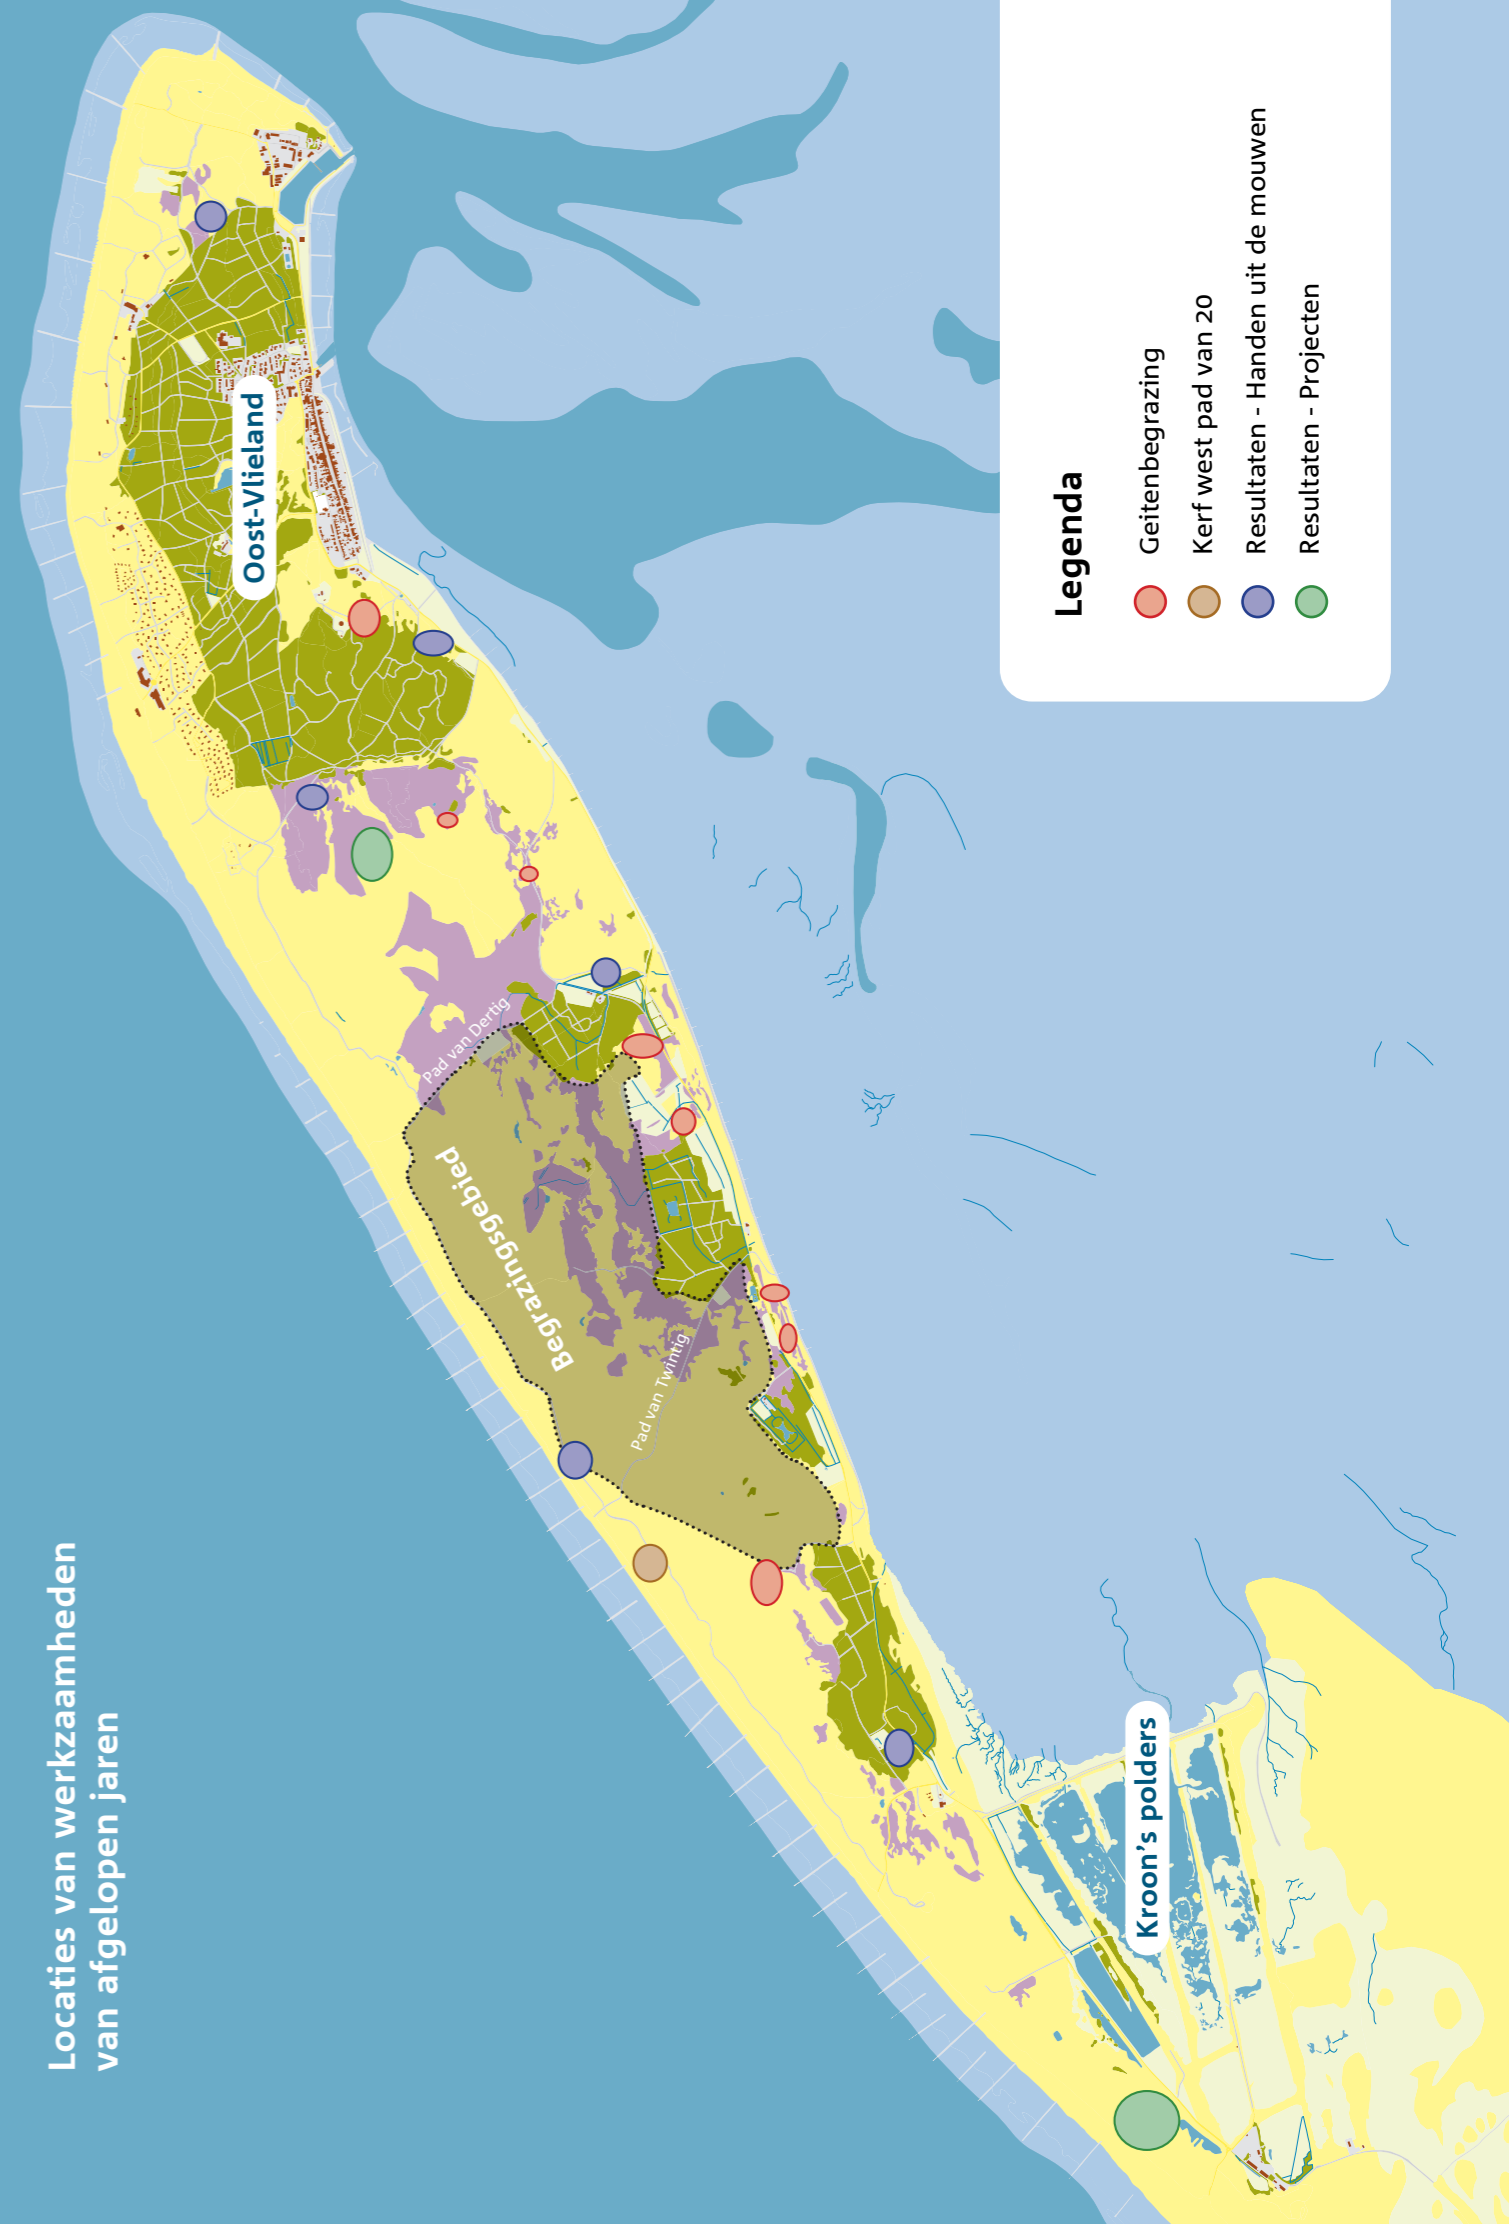 Locaties van werkzaamheden
van afgelopen jaren
Oost-Vlieland
Pad van Dertig
Begrazingsgebied
Pad van Twintig
Kroon's polders
Legenda
Geitenbegrazing
Kerf west pad van 20
Resultaten - Handen uit de mouwen
Resultaten - Projecten